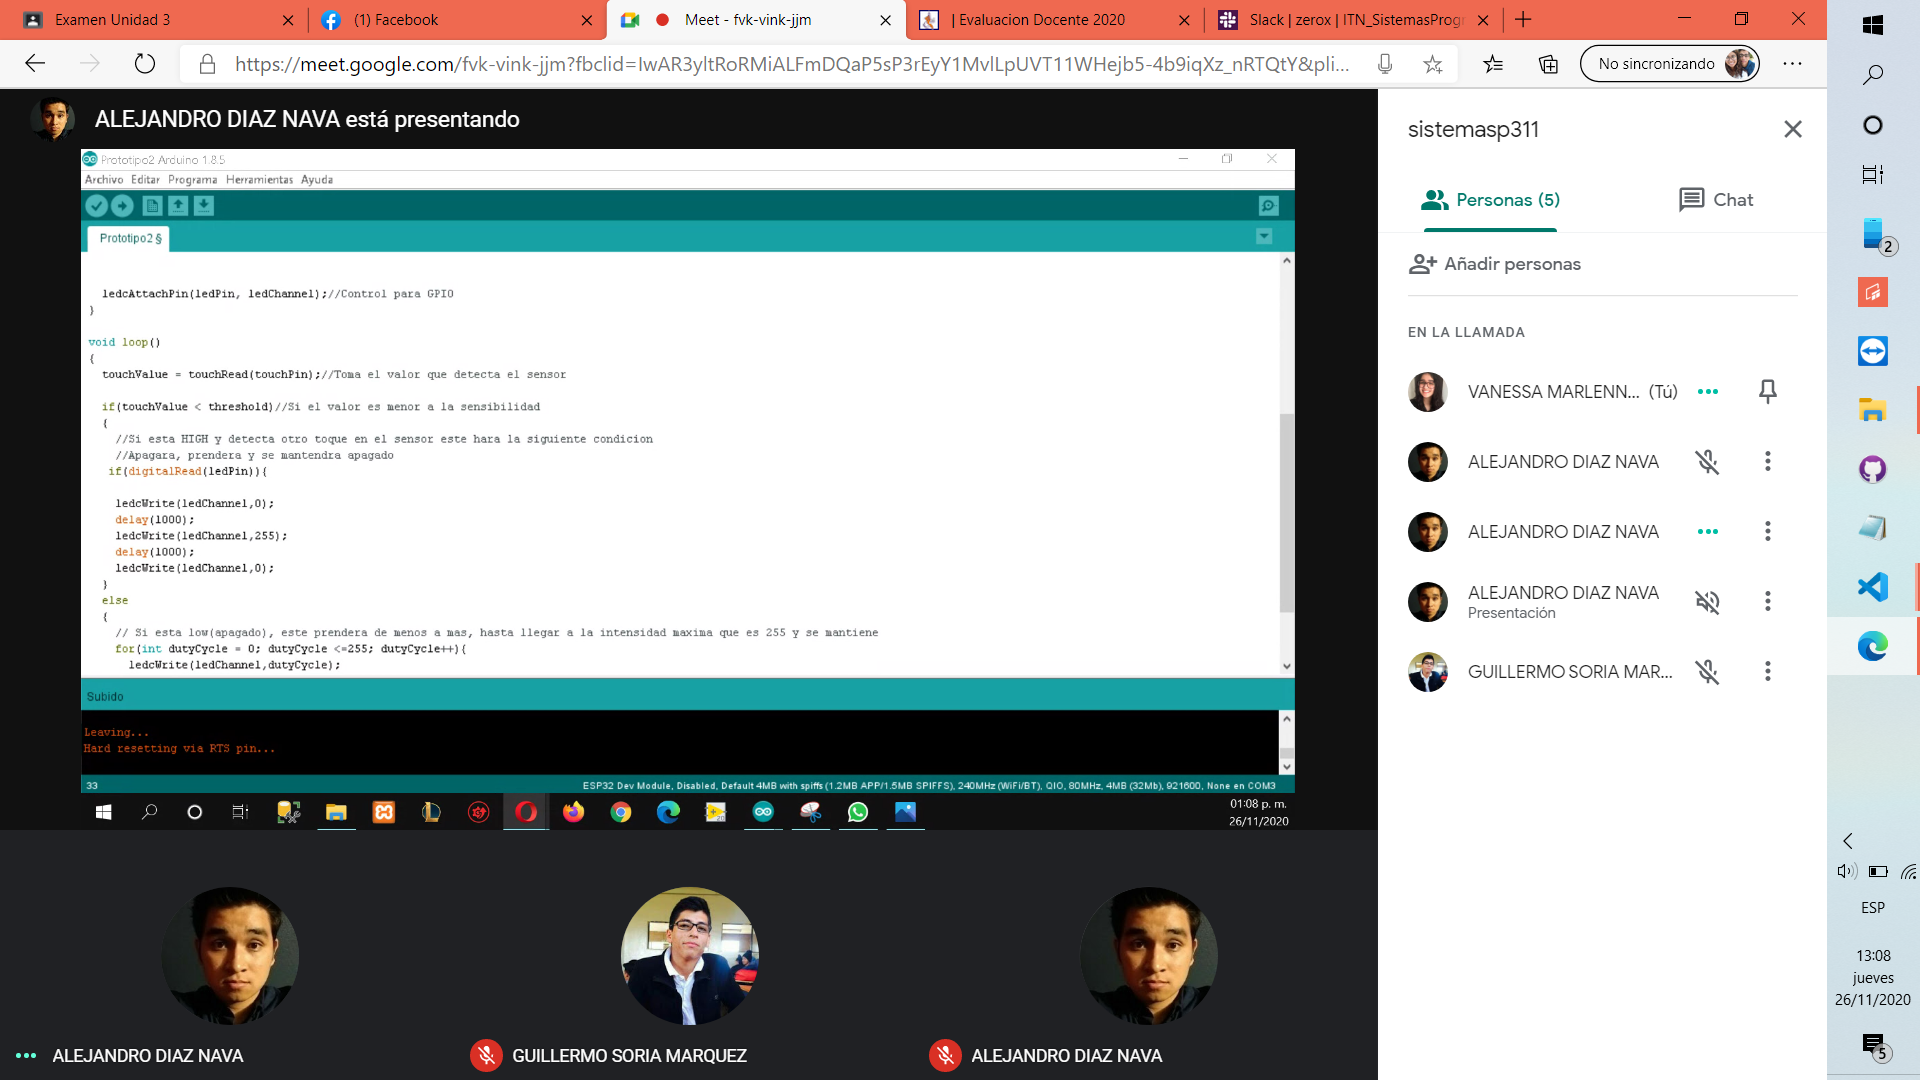 Examen Unidad 3
(1) Facebook
Meet - fvk-vink-jjm
| Evaluacion Docente 2020
Slack | zerox | ITN_SistemasProgr
https://meet.google.com/fvk-vink-jjm?fbclid=IwAR3yltRoRMiALFmDQaP5sP3rEyY1MvlLpUVT11WHejb5-4b9iqXz_nRTQtY&pli...
No sincronizando
ALEJANDRO DIAZ NAVA está presentando
Prototipo2 Arduino 1.8.5
Archivo Editar Programa Herramientas Ayuda
Prototipo2 §
ledcAttachPin(ledPin, ledChannel);//Control para GPIO
}
void loop()
{
touchValue = touchRead(touchPin);//Toma el valor que detecta el sensor
if(touchValue < threshold)//Si el valor es menor a la sensibilidad
{
//Si esta HIGH y detecta otro toque en el sensor este hara la siguiente condicion
//Apagara, prendera y se mantendra apagado
if(digitalRead(ledPin)){
ledcWrite(ledChannel,0);
delay(1000);
ledcWrite(ledChannel,255);
delay(1000);
ledcWrite(ledChannel,0);
}
else
{
// Si esta low(apagado), este prendera de menos a mas, hasta llegar a la intensidad maxima que es 255 y se mantiene
for(int dutyCycle = 0; dutyCycle <=255; dutyCycle++){
ledcWrite(ledChannel,dutyCycle);
Subido
Leaving...
Hard resetting via RTS pin...
33
ESP32 Dev Module, Disabled, Default 4MB with spiffs (1.2MB APP/1.5MB SPIFFS), 240MHz (WiFi/BT), QIO, 80MHz, 4MB (32Mb), 921600, None en COM3
01:08 p. m.
26/11/2020
ALEJANDRO DIAZ NAVA
GUILLERMO SORIA MARQUEZ
ALEJANDRO DIAZ NAVA
sistemasp311
Personas (5)
Chat
Añadir personas
EN LA LLAMADA
VANESSA MARLENN... (Tú)
ALEJANDRO DIAZ NAVA
ALEJANDRO DIAZ NAVA
ALEJANDRO DIAZ NAVA
Presentación
GUILLERMO SORIA MAR...
2
ESP
13:08
jueves
26/11/2020
5